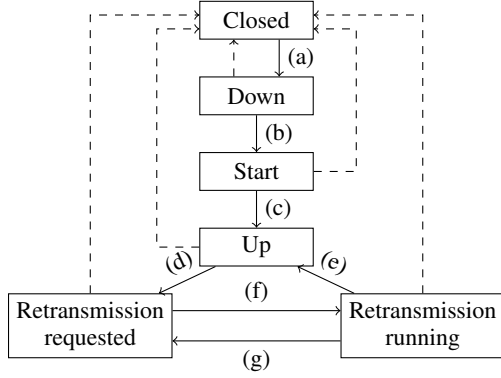 Closed
(a)
Down
(b)
Start
(c)
Up
(d)
(e)
(f)
Retransmission
requested
Retransmission
running
(g)